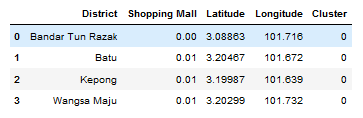 District Shopping Mall Latitude Longitude Cluster
0 Bandar Tun Razak 0.00 3.08863 101.716 0
1 Batu 0.01 3.20467 101.672 0
2 Kepong 0.01 3.19987 101.639 0
3 Wangsa Maju 0.01 3.20299 101.732 0